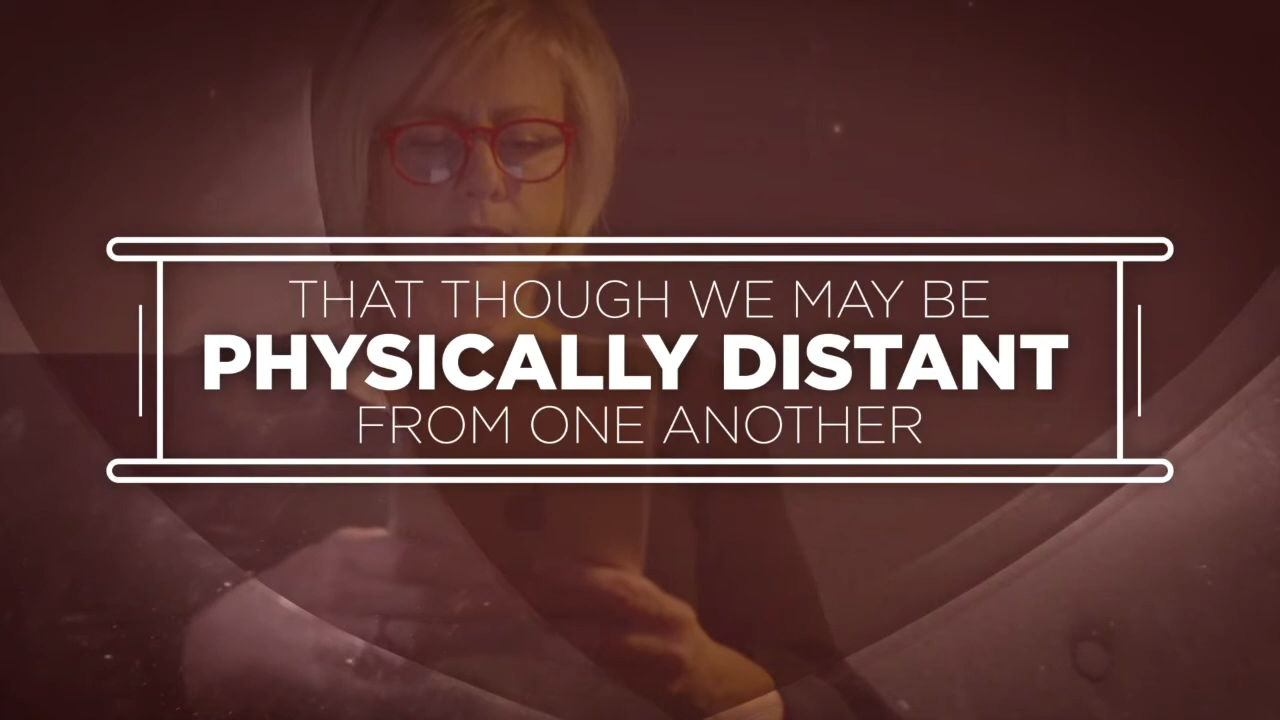 THAT THOUGH WE MAY BE
PHYSICALLY DISTANT
FROM ONE ANOTHER